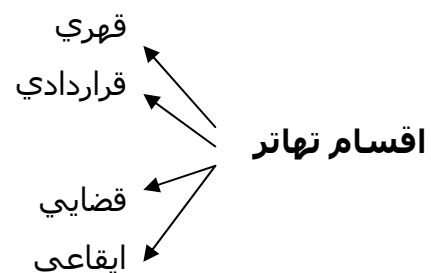 قهري
قراردادي
اقسام تهاتر
قضايي
ايقاعي